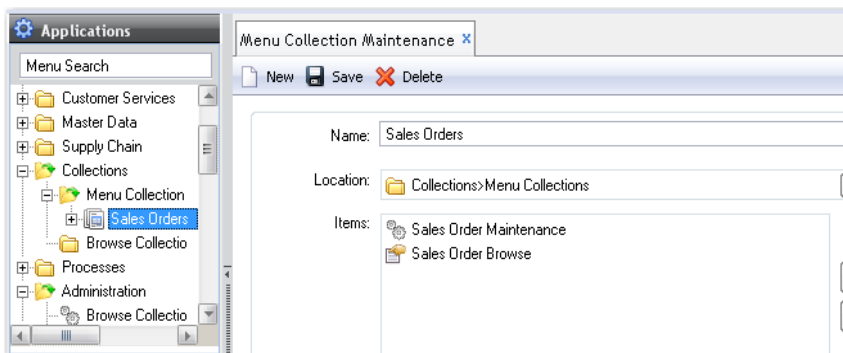 Applications
Menu Search
Customer Services
Master Data
Supply Chain
Collections
Menu Collection
Sales Orders
Browse Collectio
Processes
Administration
Browse Collectio
Menu Collection Maintenance x
New Save Delete
Name: Sales Orders
Location: Collections>Menu Collections
Items: Sales Order Maintenance
Sales Order Browse